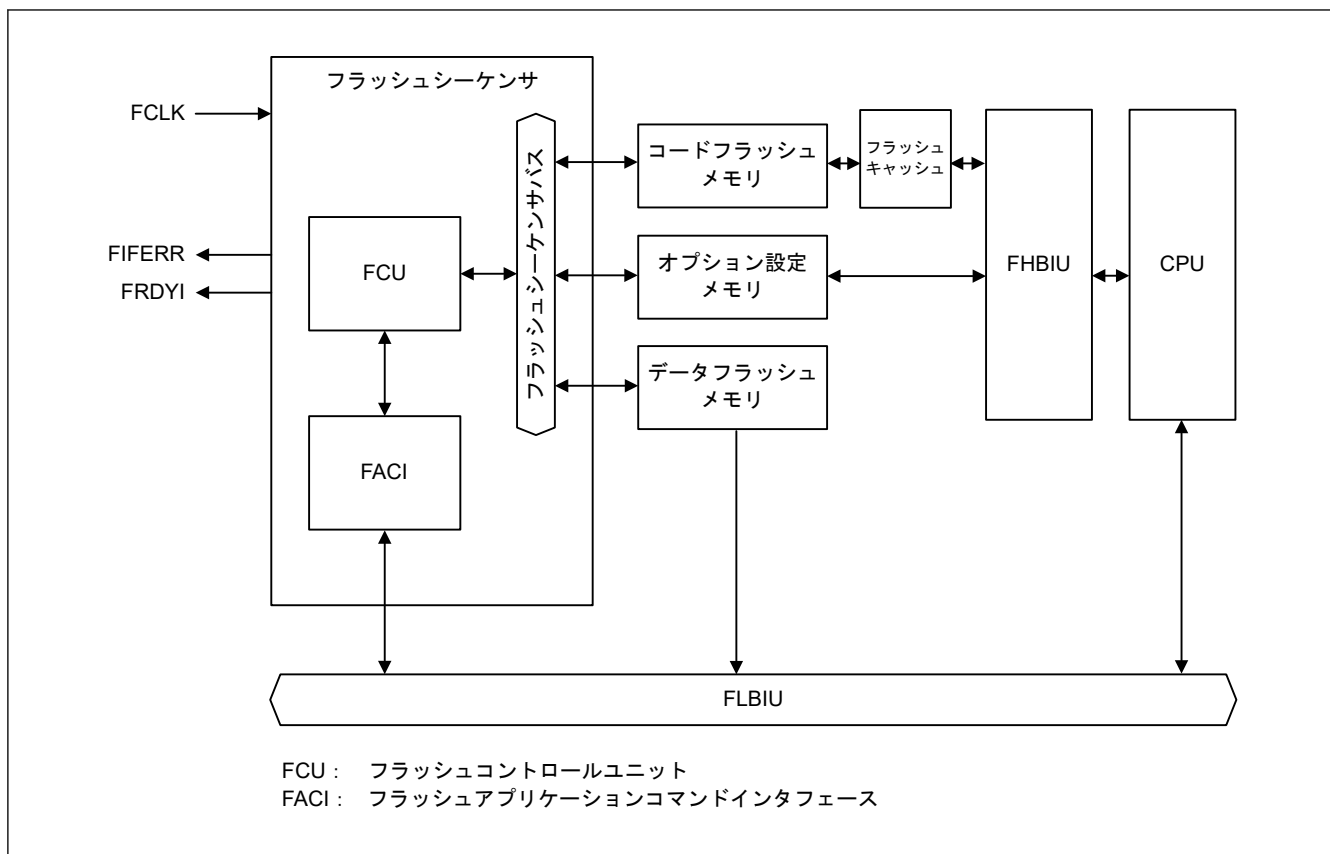 フラッシュシーケンサ
FCLK
FIFERR
FRDYI
FCU
FACI
フラッシュシーケンサバス
コードフラッシュ
メモリ
フラッシュ
キャッシュ
オプション設定
メモリ
データフラッシュ
メモリ
FHBIU
CPU
FLBIU
FCU： フラッシュコントロールユニット
FACI： フラッシュアプリケーションコマンドインタフェース